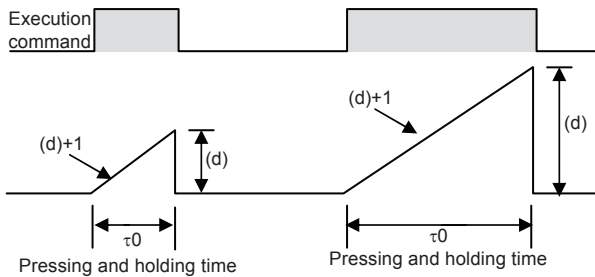 Execution
command
(d)+1
(d)
(d)+1
(d)
τ0
τ0
Pressing and holding time
Pressing and holding time